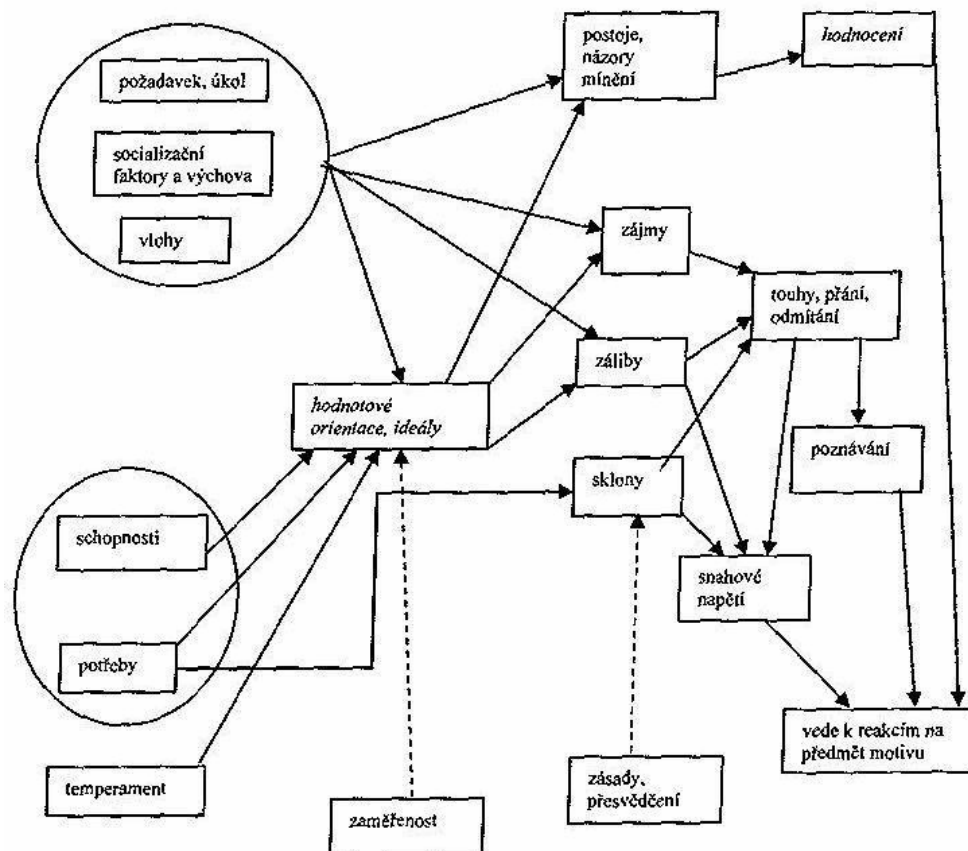 postoje,
názory
mínění
hodnocení
požadavek, úkol
socializační
faktory a výchova
vlohy
zájmy
touhy, přání,
odmítání
záliby
hodnotové
orientace, ideály
poznávání
sklony
schopnosti
snahové
napětí
potřeby
vede k reakcím na
předmět motivu
temperament
zásady,
přesvědčení
zaměřenost